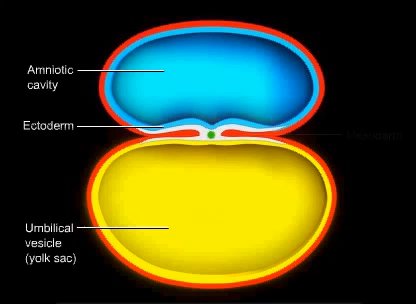 Amniotic
cavity
Ectoderm
Umbilical
vesicle
(yolk sac)